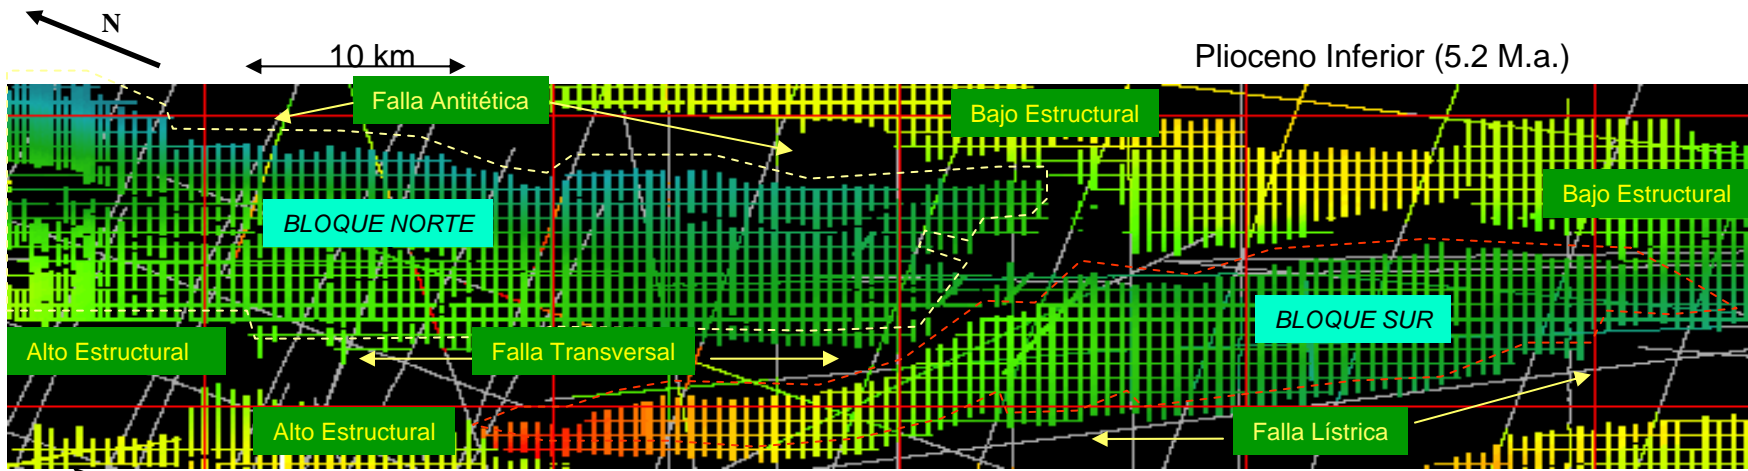 N
10 km
Plioceno Inferior (5.2 M.a.)
Falla Antitética
Bajo Estructural
Bajo Estructural
BLOQUE NORTE
BLOQUE SUR
Alto Estructural
Falla Transversal
Alto Estructural
Falla Lístrica